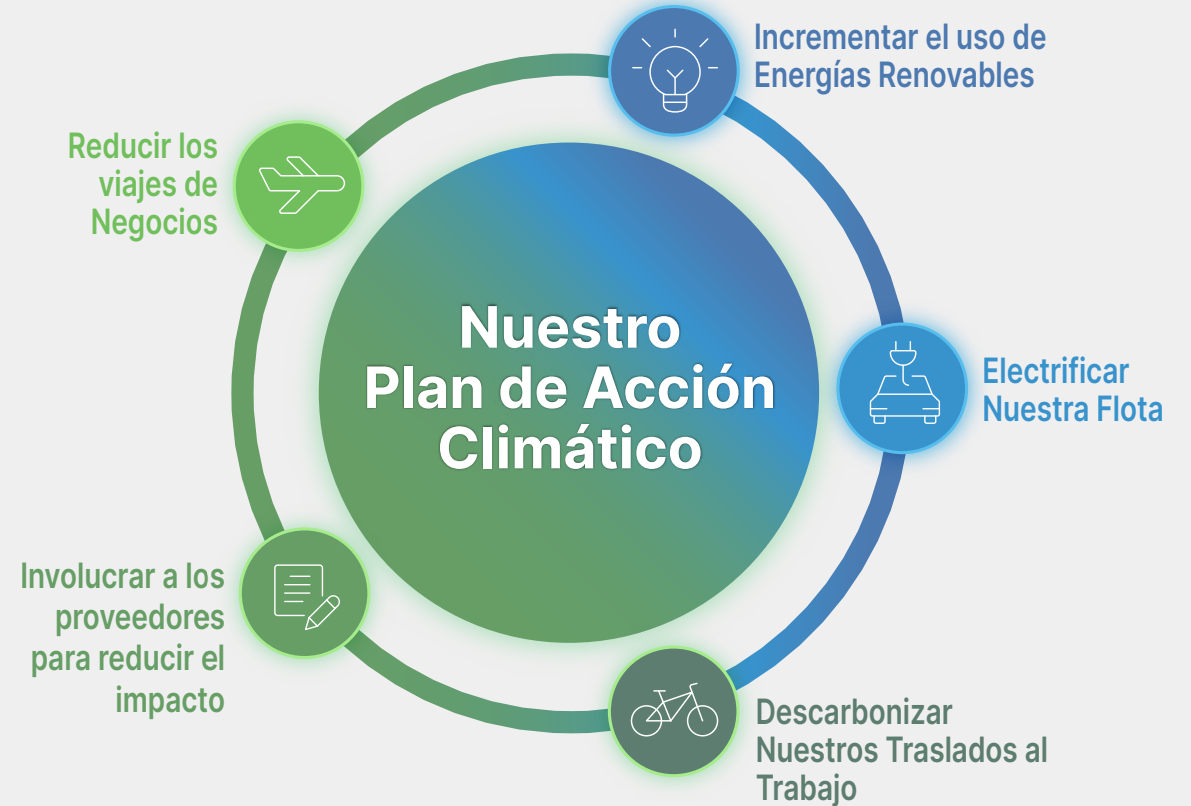 Incrementar el uso de
Energías Renovables
Reducir los
viajes de
Negocios
Nuestro
Plan de Acción
Climático
Electrificar
Nuestra Flota
Involucrar a los
proveedores
para reducir el
impacto
Descarbonizar
Nuestros Traslados al
Trabajo